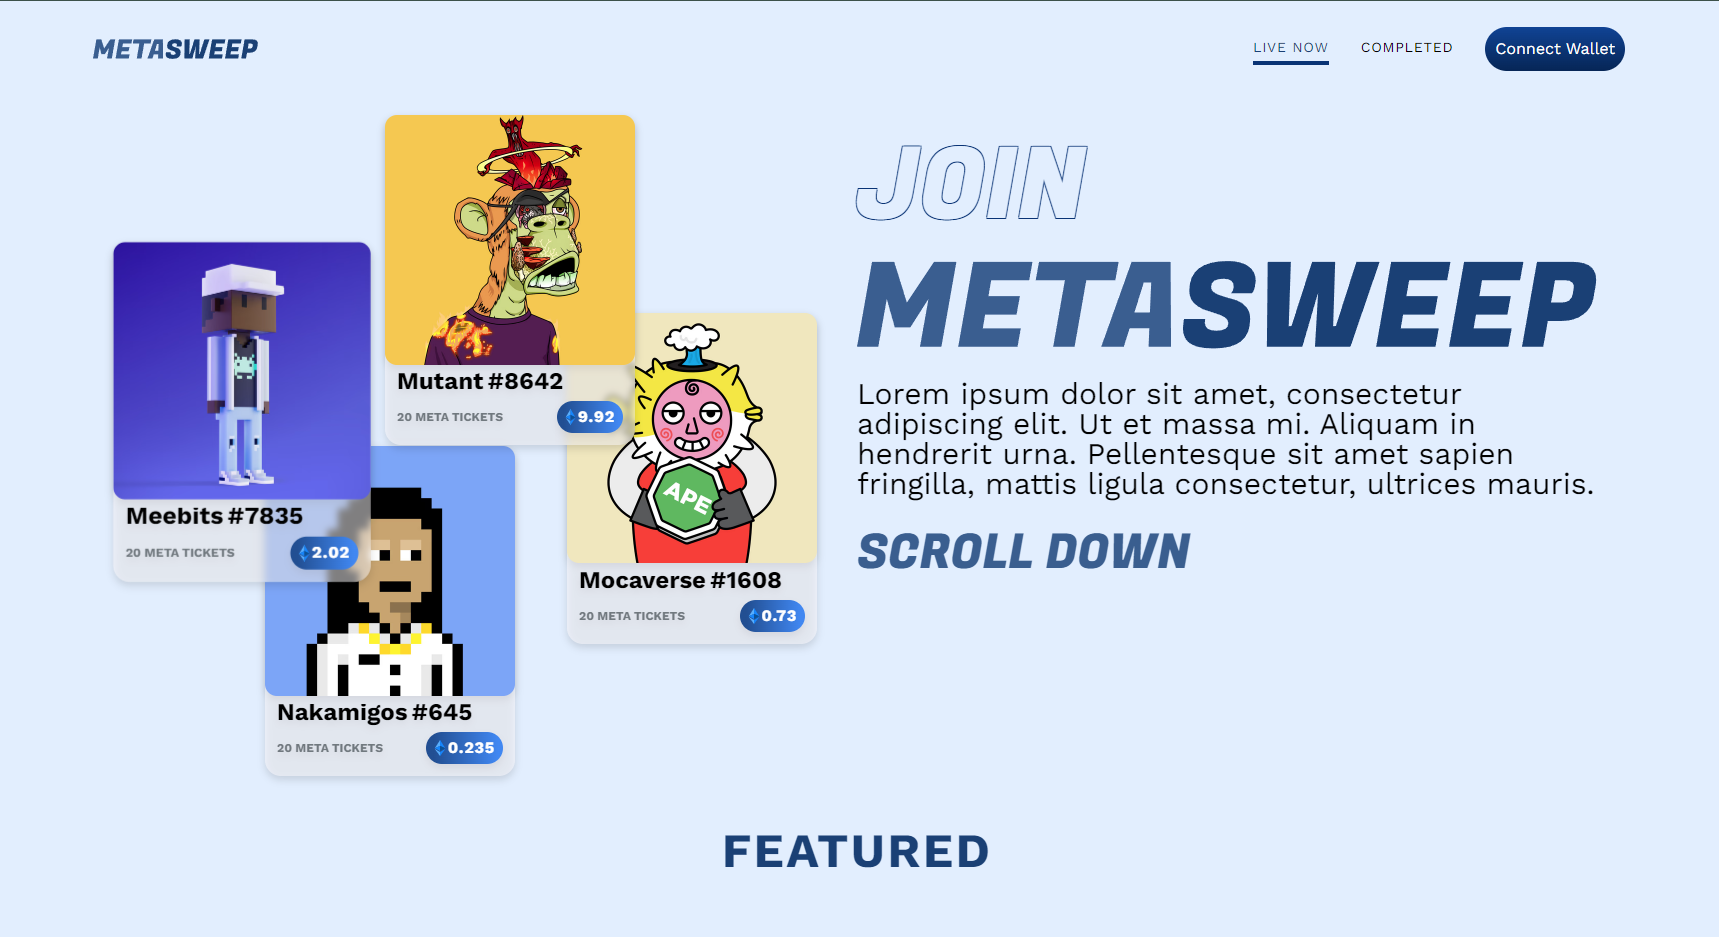 METASWEEP
LIVE NOW
COMPLETED
Connect Wallet
JOIN
METASWEEP
Lorem ipsum dolor sit amet, consectetur
adipiscing elit. Ut et massa mi. Aliquam in
hendrerit urna. Pellentesque sit amet sapien
fringilla, mattis ligula consectetur, ultrices mauris.
SCROLL DOWN
Mutant #8642
20 META TICKETS
9.92
Meebits #7835
20 META TICKETS
2.02
APE
Mocaverse #1608
20 META TICKETS
0.73
Nakamigos #645
20 META TICKETS
0.235
FEATURED